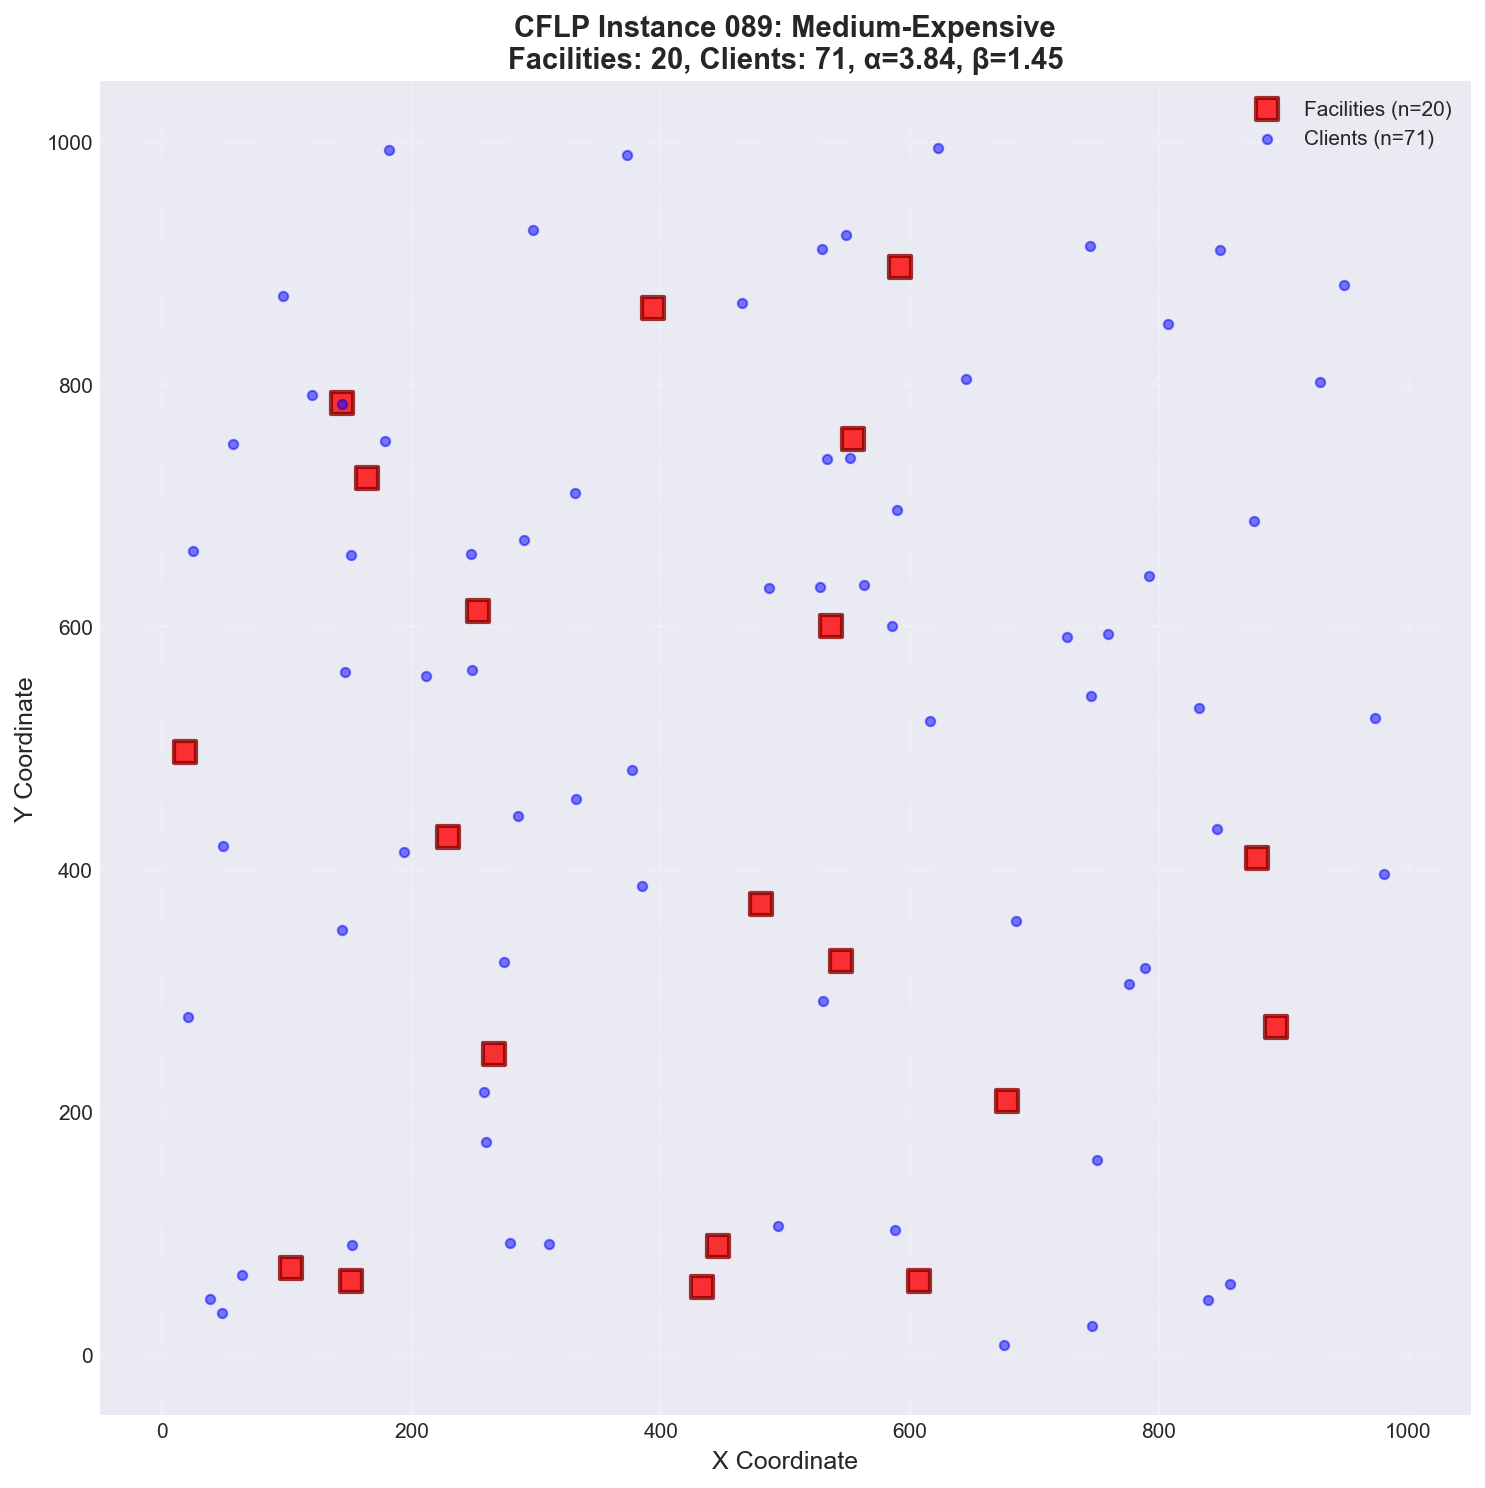 CFLP Instance 089: Medium-Expensive
Facilities: 20, Clients: 71, α=3.84, β=1.45
Facilities (n=20)
Clients (n=71)
1000
800
600
400
200
0
Y Coordinate
0 200 400 600 800 1000
X Coordinate